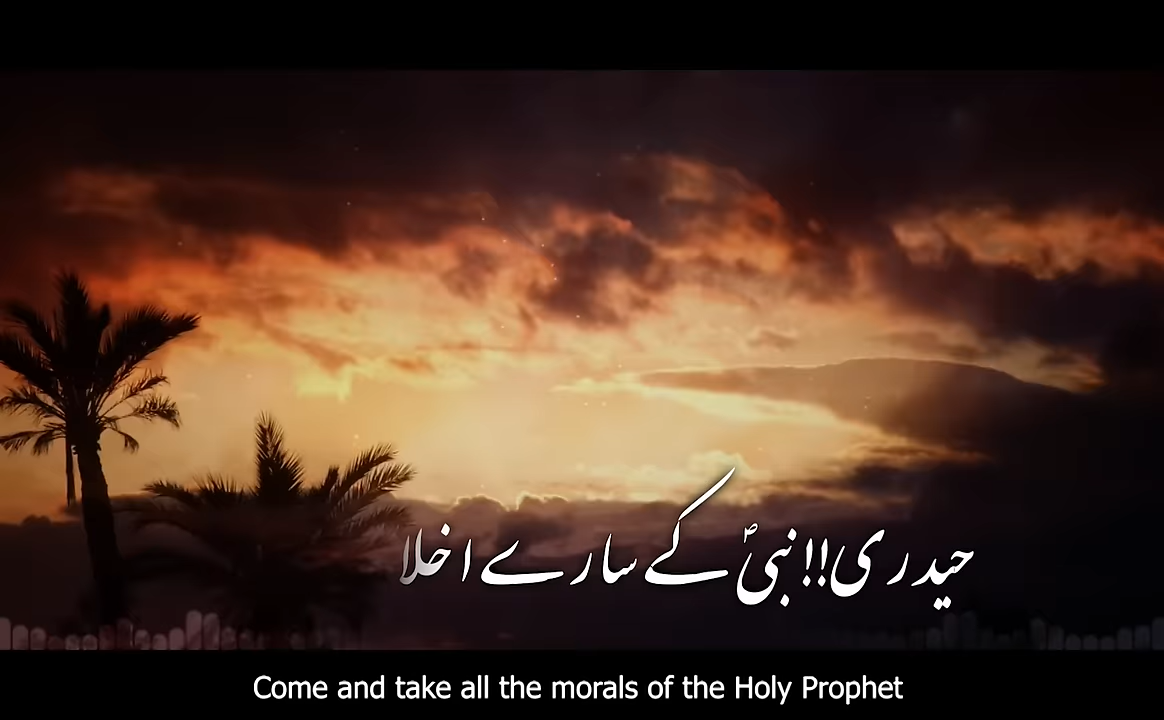 حیدری!!نبیؐ کے سارے اخلا
Come and take all the morals of the Holy Prophet